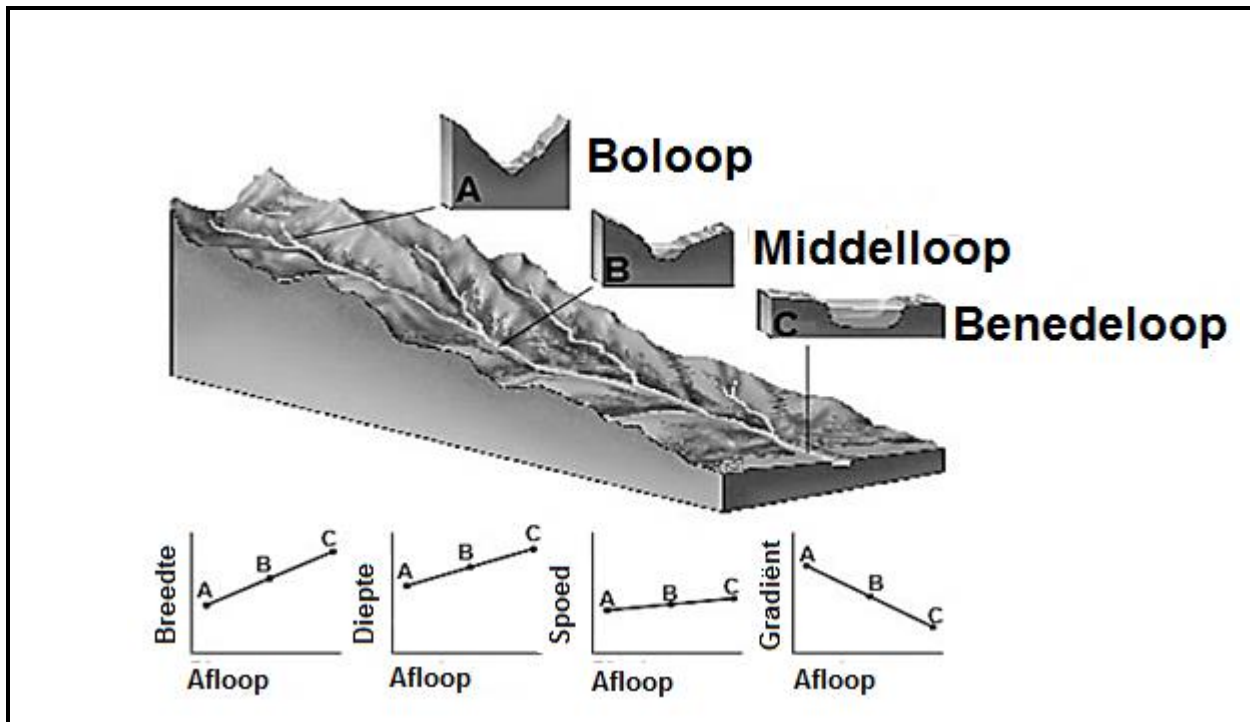 Boloop
A
Middelloop
B
Benedeloop
C
Breedte
A
B
C
Afloop
Diepte
A
B
C
Afloop
Spoed
A
B
C
Afloop
Gradiënt
A
B
C
Afloop